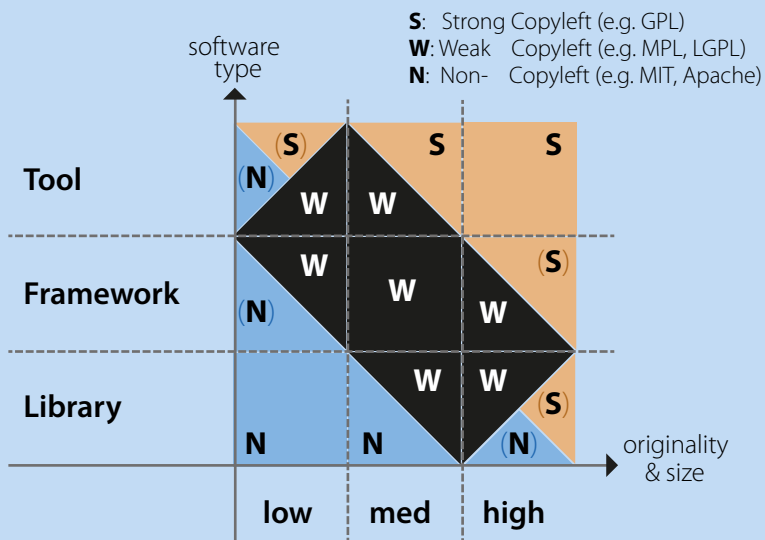 S: Strong Copyleft (e.g. GPL)
W: Weak Copyleft (e.g. MPL, LGPL)
N: Non- Copyleft (e.g. MIT, Apache)
software
type
(S) S S
Tool (N)
W W
W (S)
Framework W
(N) W
W W
Library (S)
N N (N)
originality
& size
low med high